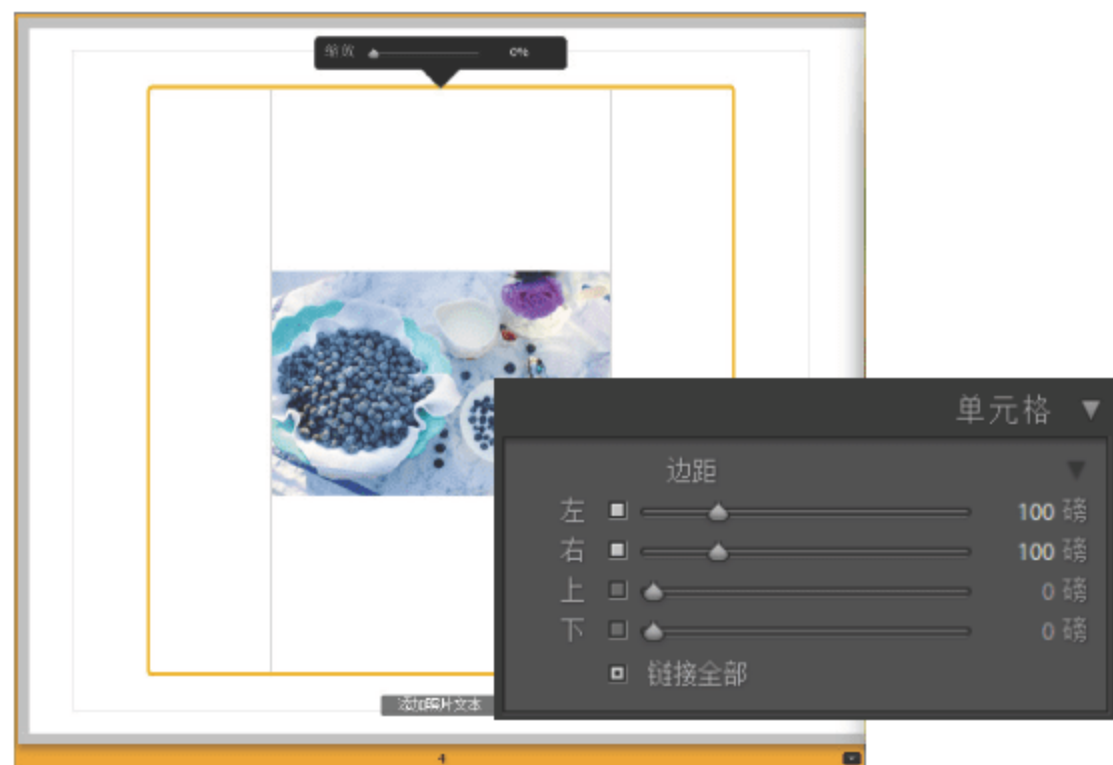 缩放 0%
单元格
边距
左 100 磅
右 100 磅
上 0 磅
下 0 磅
链接全部
添加照片文本
4